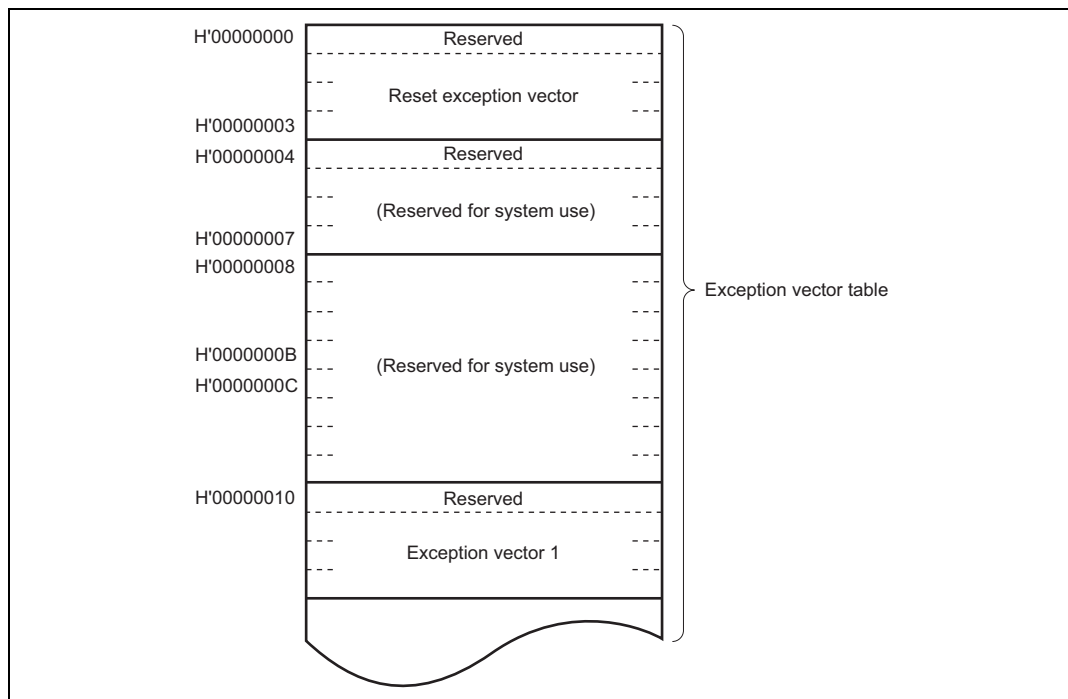 H'00000000
Reserved
Reset exception vector
H'00000003
H'00000004
Reserved
(Reserved for system use)
H'00000007
H'00000008
Exception vector table
H'0000000B
(Reserved for system use)
H'0000000C
H'00000010
Reserved
Exception vector 1